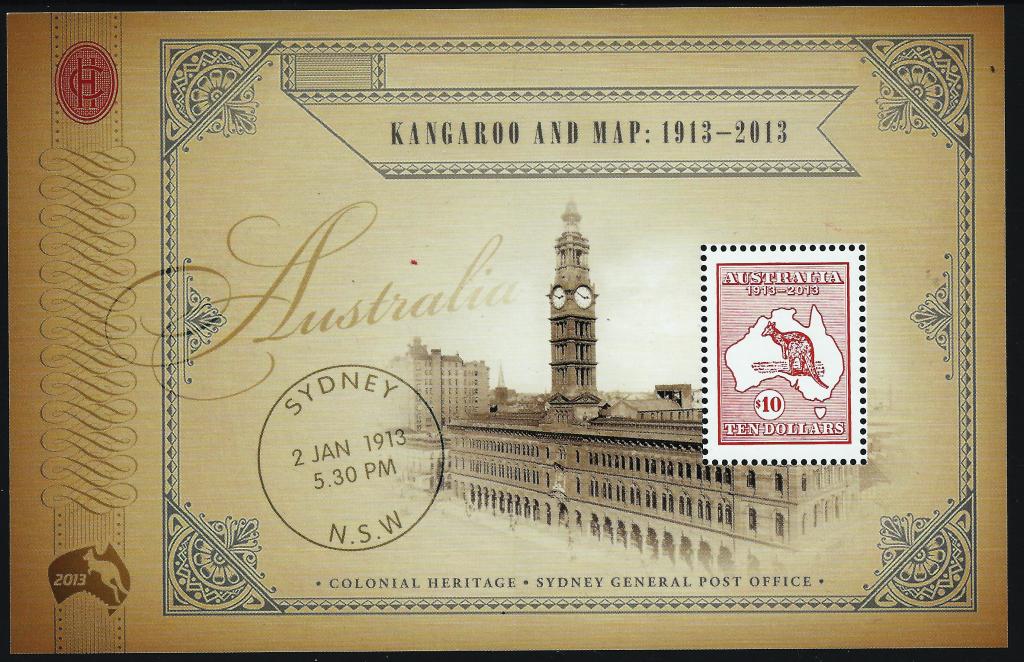 KANGAROO AND MAP: 1913–2013
Australia
AUSTRALIA
1913–2013
$10
TEN DOLLARS
SYDNEY
2 JAN 1913
5.30 PM
N.S.W
2013
• COLONIAL HERITAGE • SYDNEY GENERAL POST OFFICE •